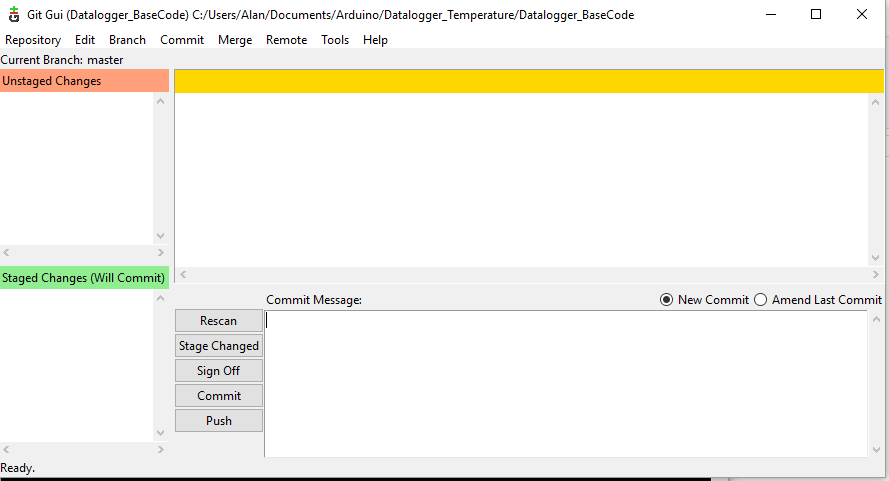 Git Gui (Datalogger_BaseCode) C:/Users/Alan/Documents/Arduino/Datalogger_Temperature/Datalogger_BaseCode
Repository Edit Branch Commit Merge Remote Tools Help
Current Branch: master
Unstaged Changes
Staged Changes (Will Commit)
Commit Message: New Commit Amend Last Commit
Rescan
Stage Changed
Sign Off
Commit
Push
Ready.